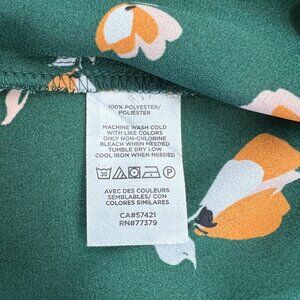 100% POLYESTER/
POLIESTER
MACHINE WASH COLD
WITH LIKE COLORS
ONLY NON-CHLORINE
BLEACH WHEN NEEDED
TUMBLE DRY LOW
COOL IRON WHEN NEEDED
30 P
AVEC DES COULEURS
SEMBLABLES/ CON
COLORES SIMILARES
CA#57421
RN#77379